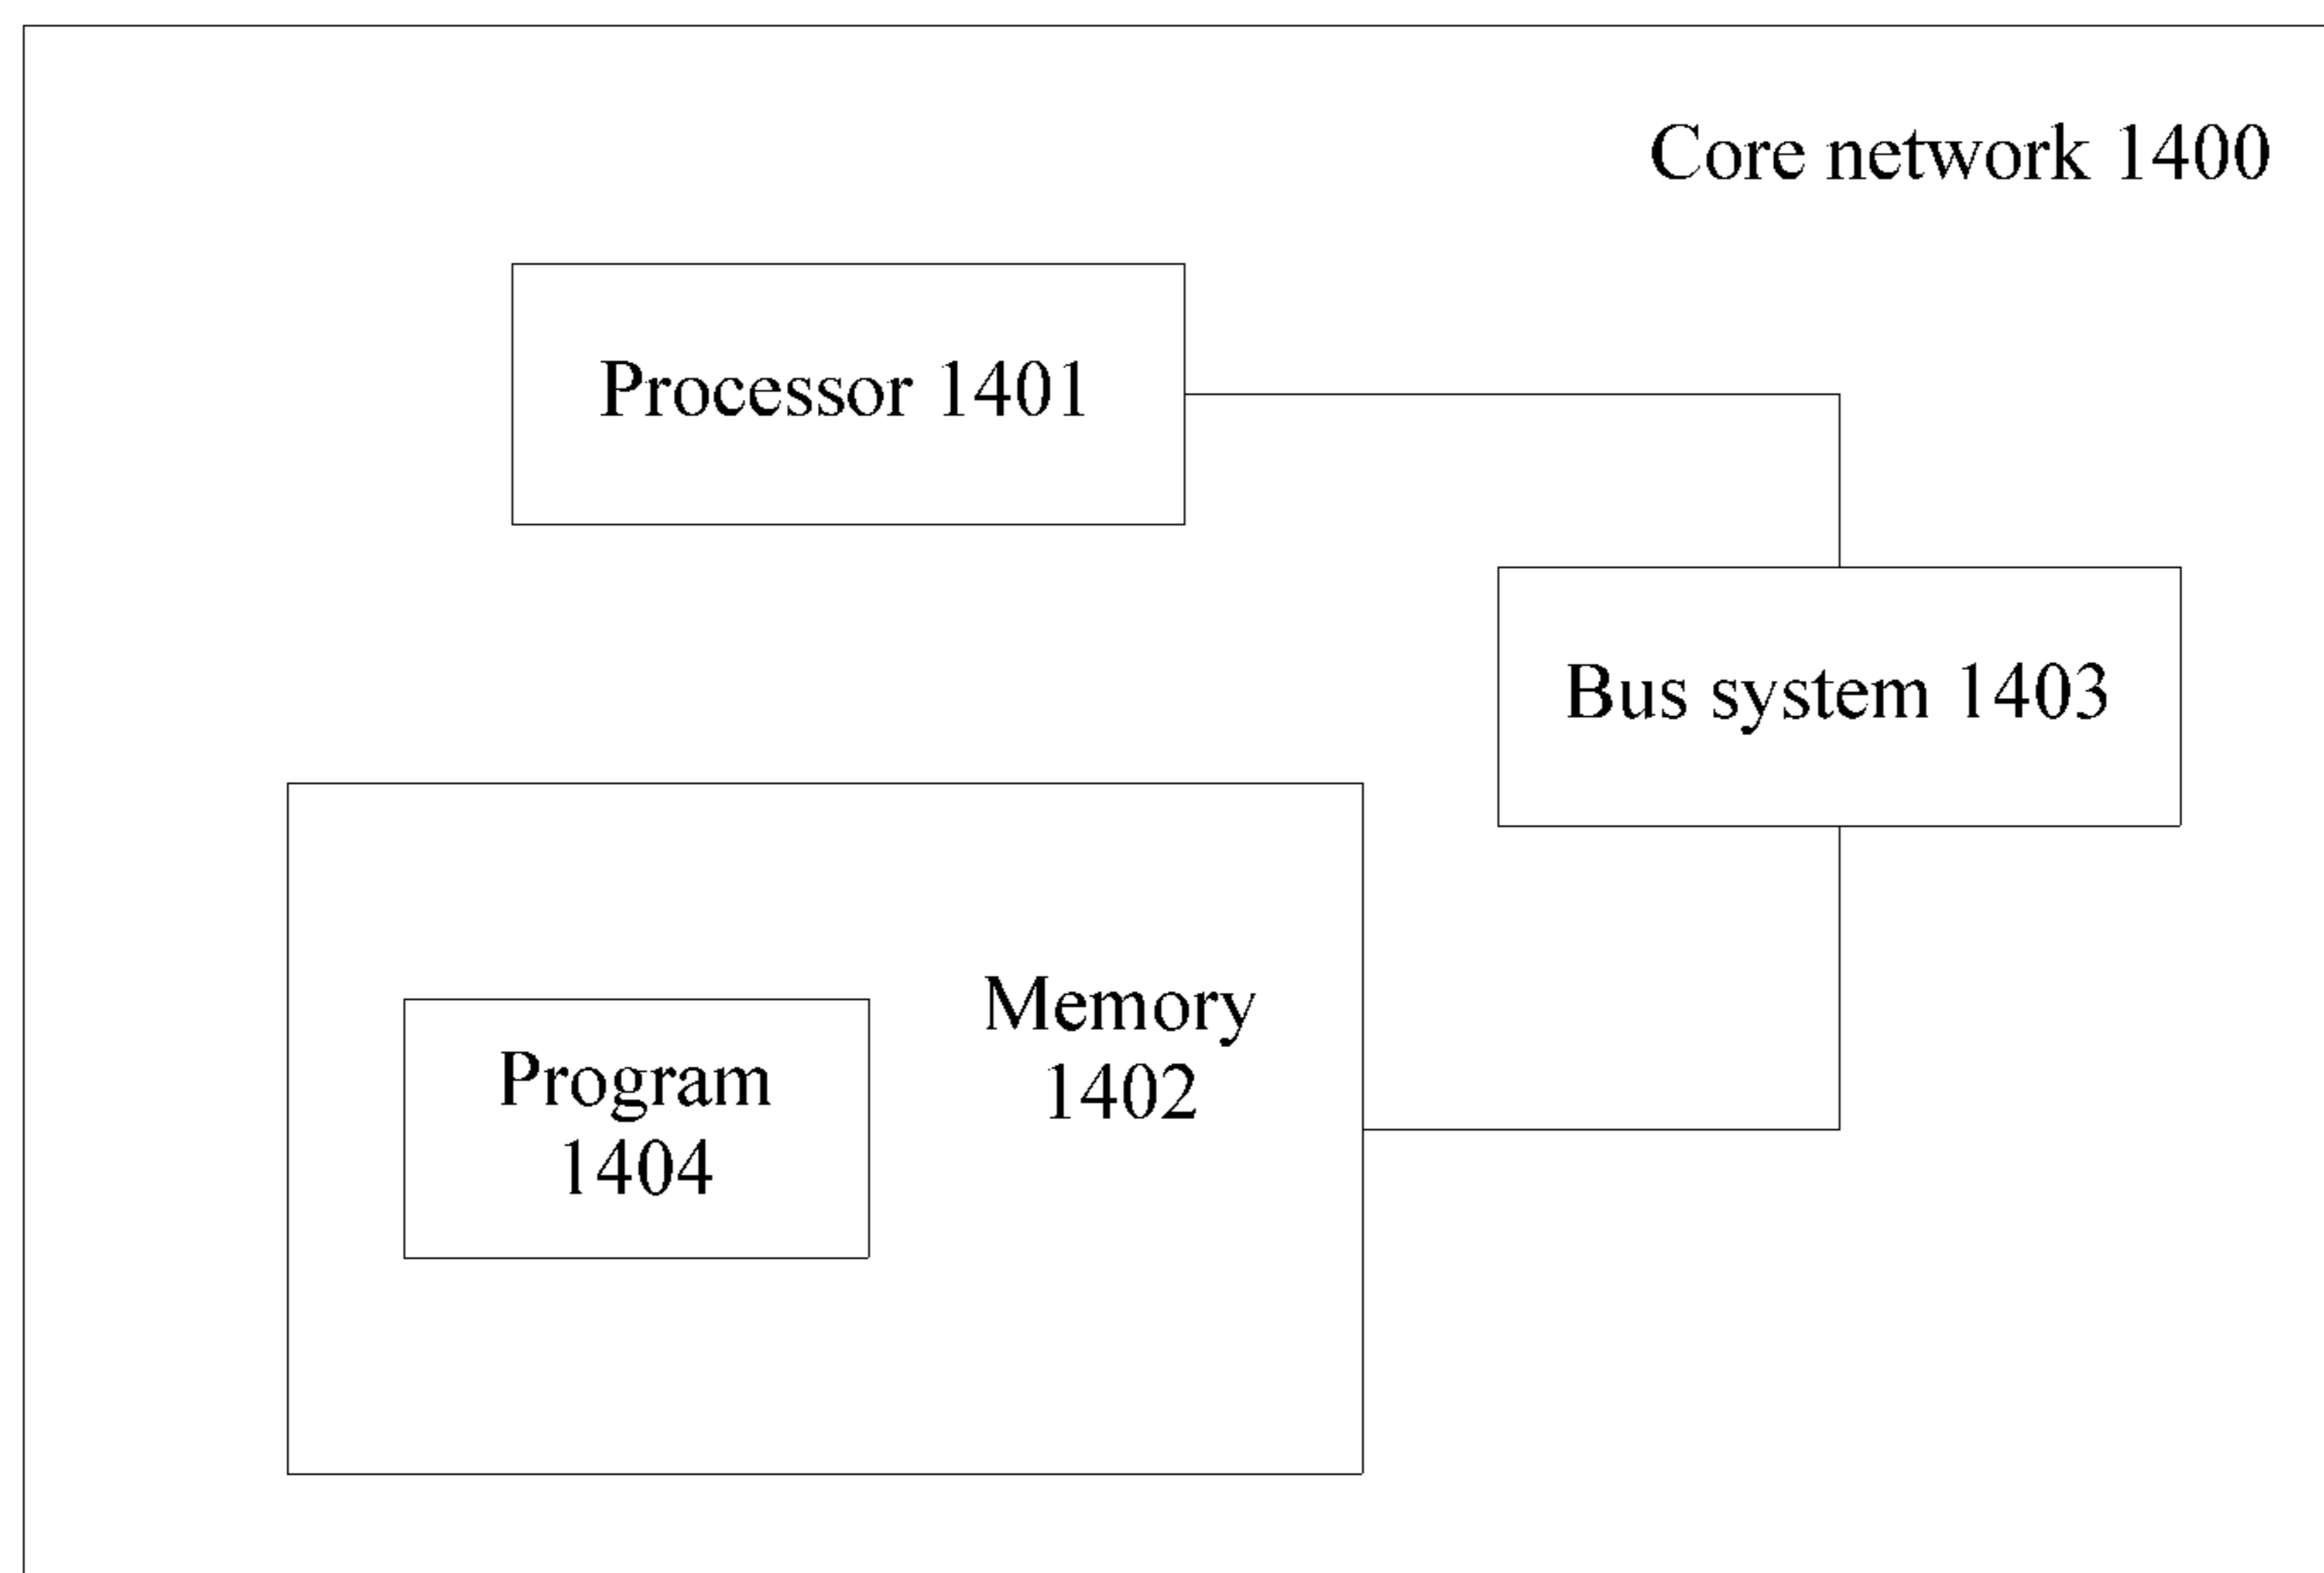 Core network 1400
Processor 1401
Bus system 1403
Memory
1402
Program
1404